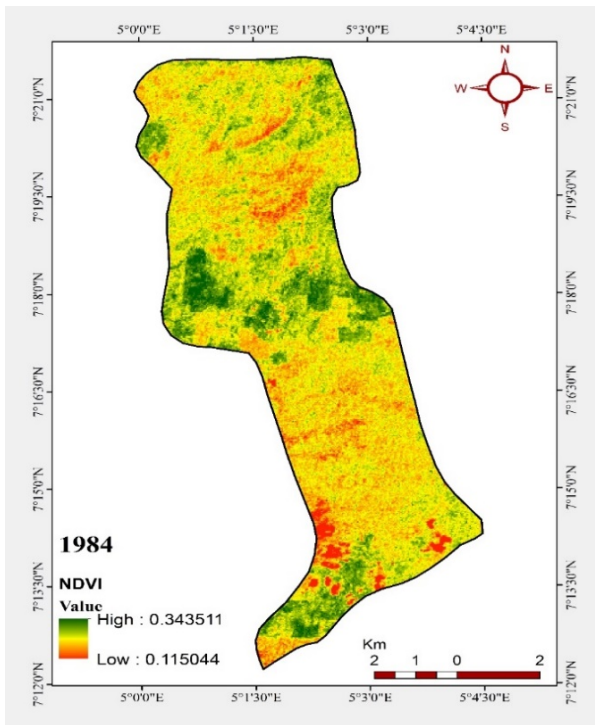 5°0'0"E 5°1'30"E 5°3'0"E 5°4'30"E
N
W E
S
7°21'0"N 7°21'0"N
7°19'30"N 7°19'30"N
7°18'0"N 7°18'0"N
7°16'30"N 7°16'30"N
7°15'0"N 7°15'0"N
7°13'30"N 7°13'30"N
7°12'0"N 7°12'0"N
1984
NDVI
Value
High : 0.343511
Low : 0.115044
Km
2 1 0 2
5°0'0"E 5°1'30"E 5°3'0"E 5°4'30"E